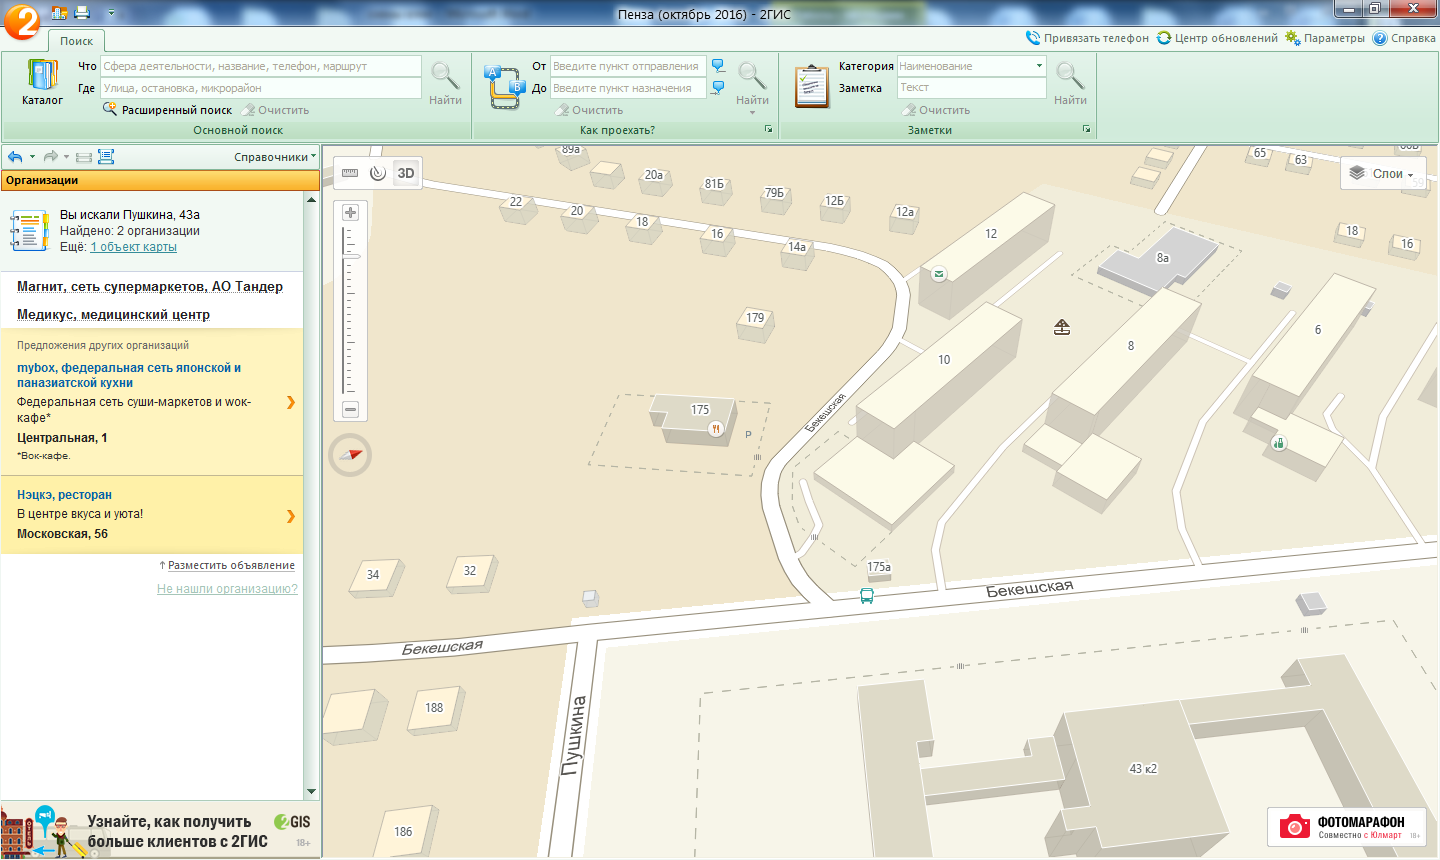 Пенза (октябрь 2016) - 2ГИС
Поиск
Привязать телефон
Центр обновлений
Параметры
Справка
Каталог
Что
Сфера деятельности, название, телефон, маршрут
Где
Улица, остановка, микрорайон
Расширенный поиск
Очистить
Найти
Основной поиск
От
Введите пункт отправления
До
Введите пункт назначения
Очистить
Найти
Как проехать?
Категория
Наименование
Заметка
Текст
Очистить
Найти
Заметки
Справочники
Организации
Вы искали Пушкина, 43а
Найдено: 2 организации
Ещё: 1 объект карты
Магнит, сеть супермаркетов, АО Тандер
Медикус, медицинский центр
Предложения других организаций
mybox, федеральная сеть японской и
паназиатской кухни
Федеральная сеть суши-маркетов и wok-
кафе*
Центральная, 1
*Вок-кафе.
Нэцкэ, ресторан
В центре вкуса и уюта!
Московская, 56
Разместить объявление
Не нашли организацию?
Узнайте, как получить
больше клиентов с 2ГИС
2GIS
18+
ОТЕЛЬ
3D
Слои
89а
20а
81Б
79Б
12Б
12а
22
20
18
16
14а
65
63
12
8а
18
16
179
10
8
6
175
P
Бекешская
34
32
175а
Бекешская
Бекешская
188
Пушкина
186
43 к2
ФОТОМАРАФОН
Совместно с Юлмарт
18+